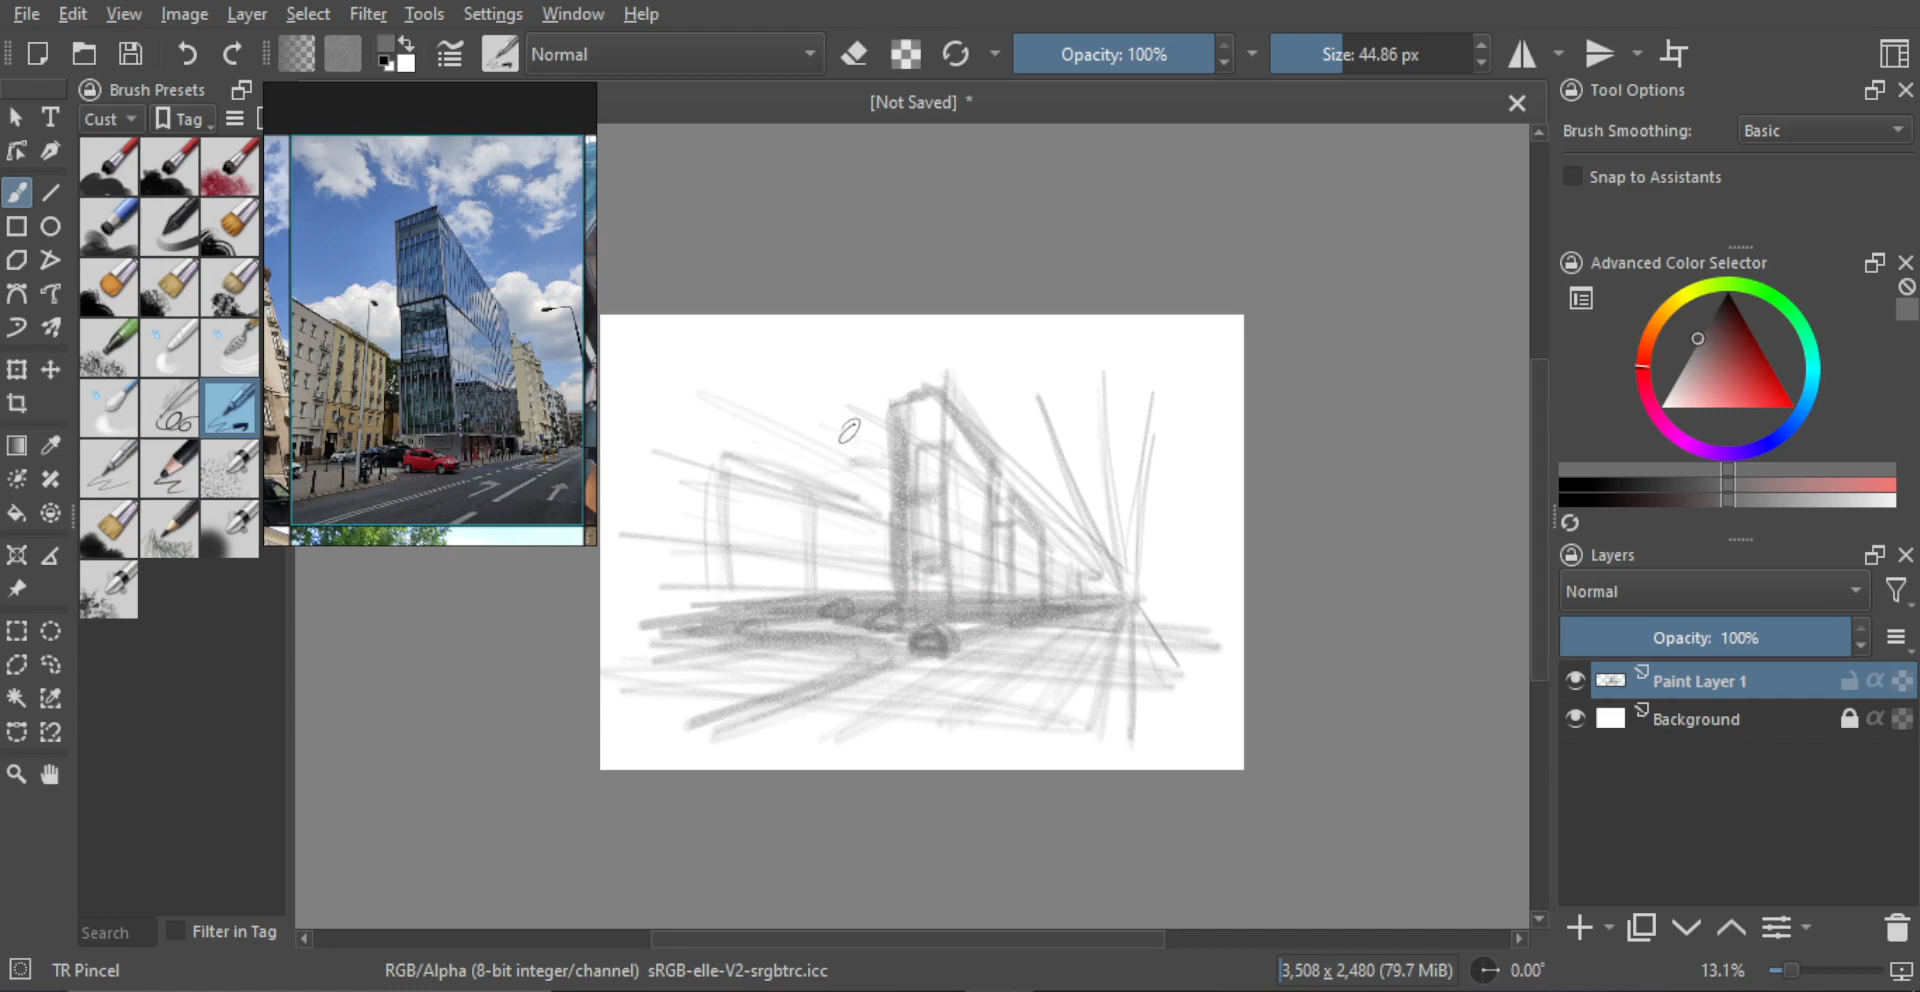 File Edit View Image Layer Select Filter Tools Settings Window Help
Normal
Opacity: 100%
Size: 44.86 px
Brush Presets
Cust
Tag
[Not Saved] *
Tool Options
Brush Smoothing:
Basic
Snap to Assistants
Advanced Color Selector
Layers
Normal
Opacity: 100%
Paint Layer 1
Background
Search
Filter in Tag
TR Pincel
RGB/Alpha (8-bit integer/channel) sRGB-elle-V2-srgbtrc.icc
3,508 x 2,480 (79.7 MiB)
0.00°
13.1%